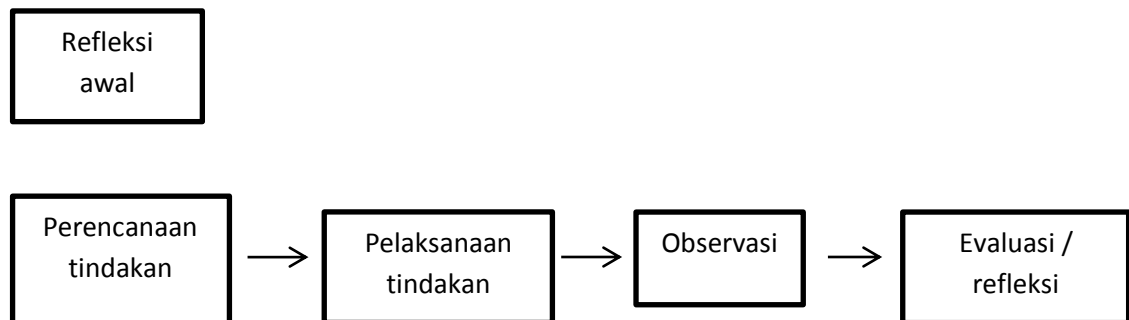 Refleksi
awal
Perencanaan
tindakan
Pelaksanaan
tindakan
Observasi
Evaluasi /
refleksi